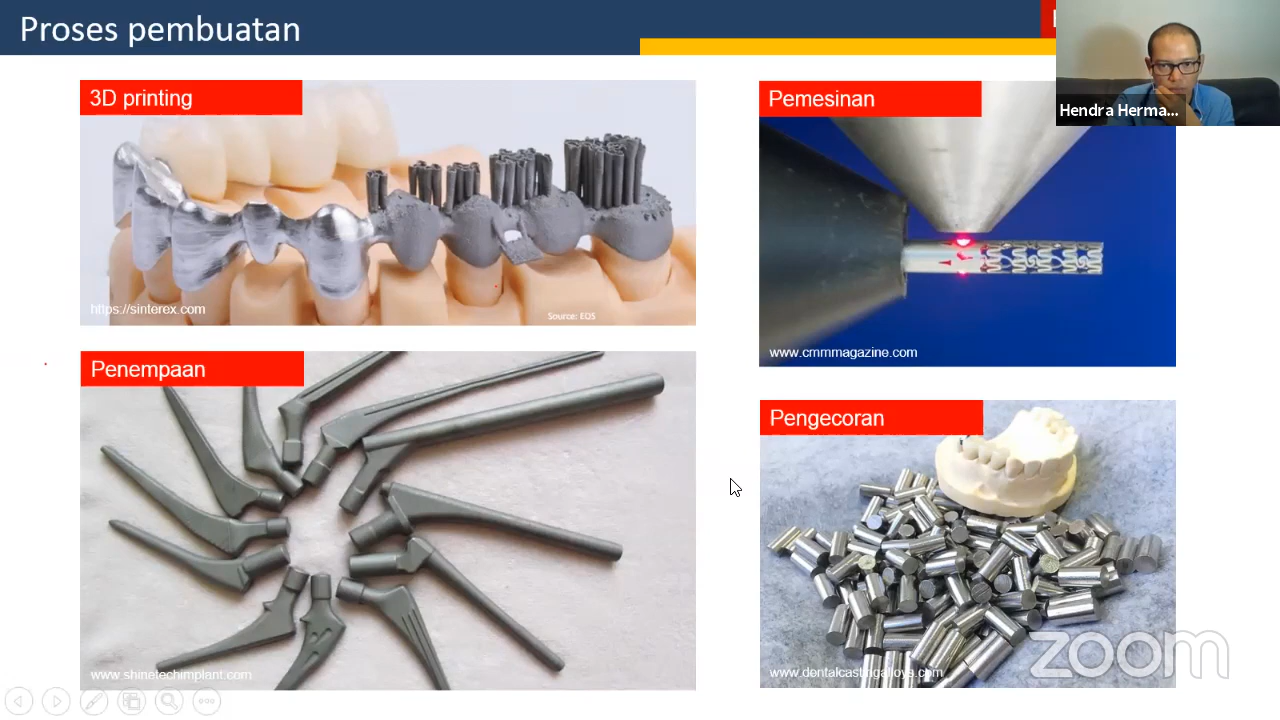 Proses pembuatan
3D printing
https://sinterex.com
Source: EOS
Pemesinan
www.cmmmagazine.com
Hendra Herma...
Penempaan
www.shinetechimplant.com
Pengecoran
www.dentalcastingalloys.com
zoom